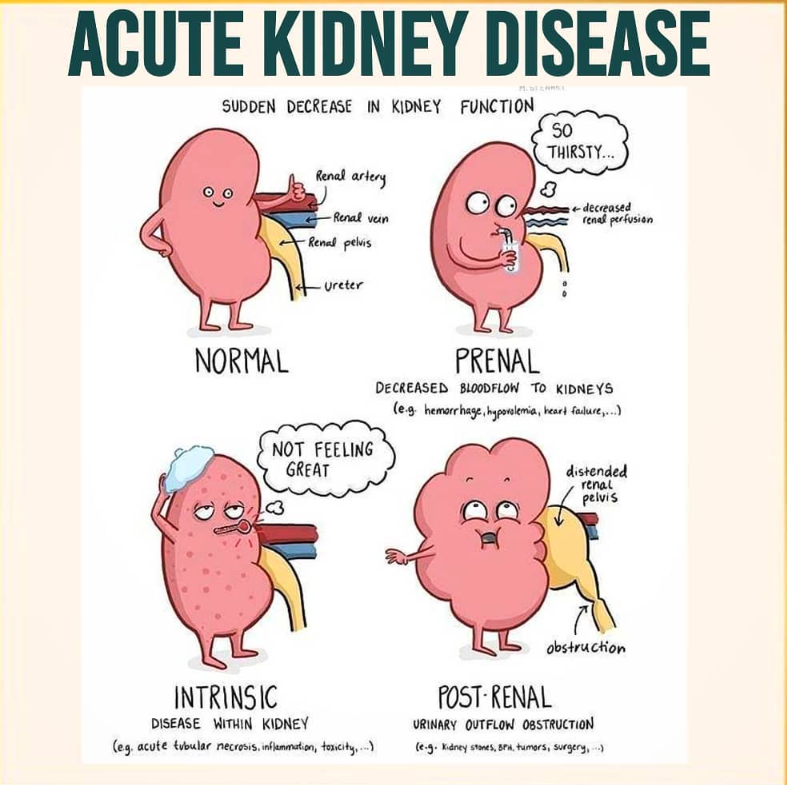 ACUTE KIDNEY DISEASE
SUDDEN DECREASE IN KIDNEY FUNCTION
SO
THIRSTY...
Renal artery
Renal vein
Renal pelvis
ureter
decreased
renal perfusion
NORMAL
PRENAL
DECREASED BLOODFLOW TO KIDNEYS
(e.g. hemorrhage, hypovolemia, heart failure,...)
NOT FEELING
GREAT
distended
renal
pelvis
obstruction
INTRINSIC
DISEASE WITHIN KIDNEY
(e.g. acute tubular necrosis, inflammation, toxicity,...)
POST-RENAL
URINARY OUTFLOW OBSTRUCTION
(e.g. kidney stones, BPH, tumors, surgery, ...)